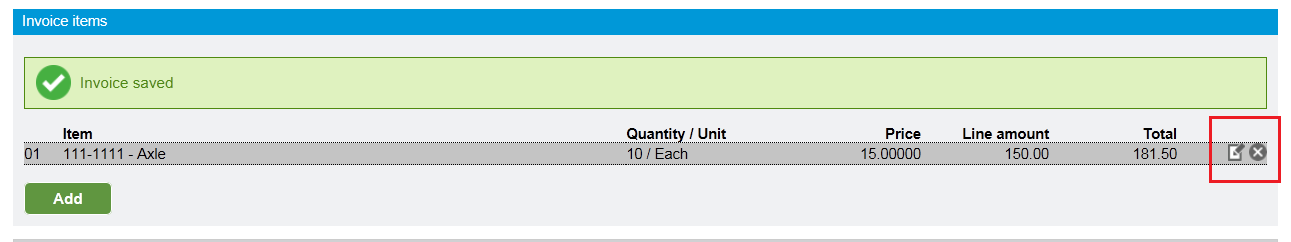 Invoice items
Invoice saved
Item Quantity / Unit Price Line amount Total
01 111-1111 - Axle 10 / Each 15.00000 150.00 181.50
Add